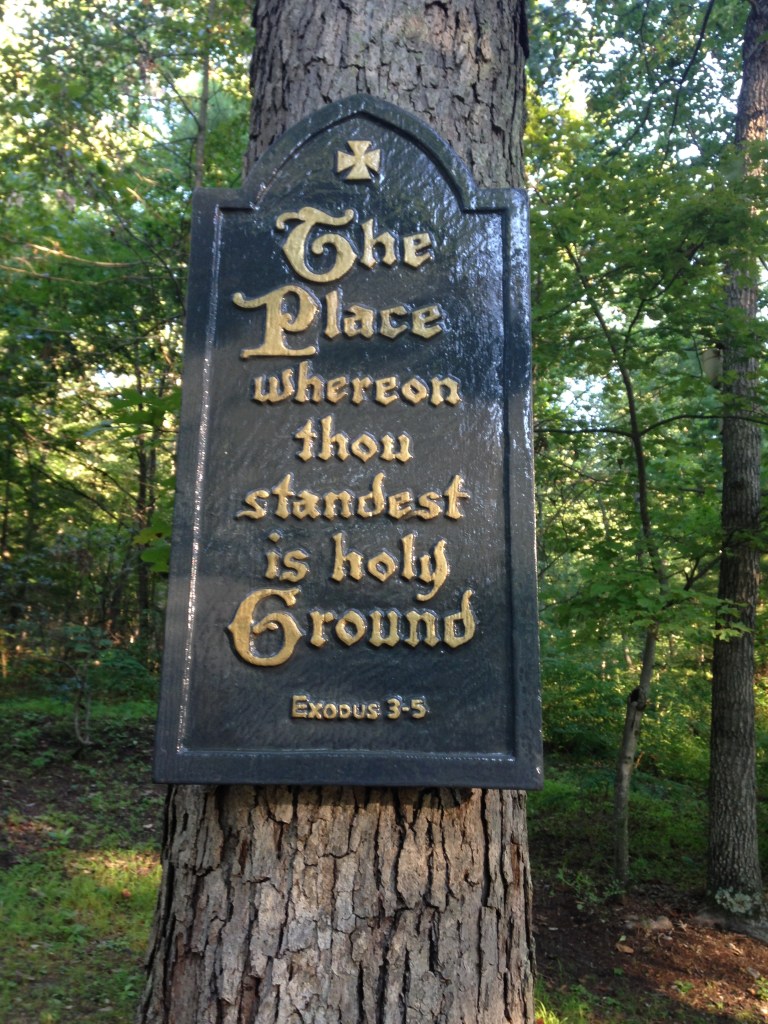 The
Place
whereon
thou
standest
is holy
Ground
Exodus 3-5